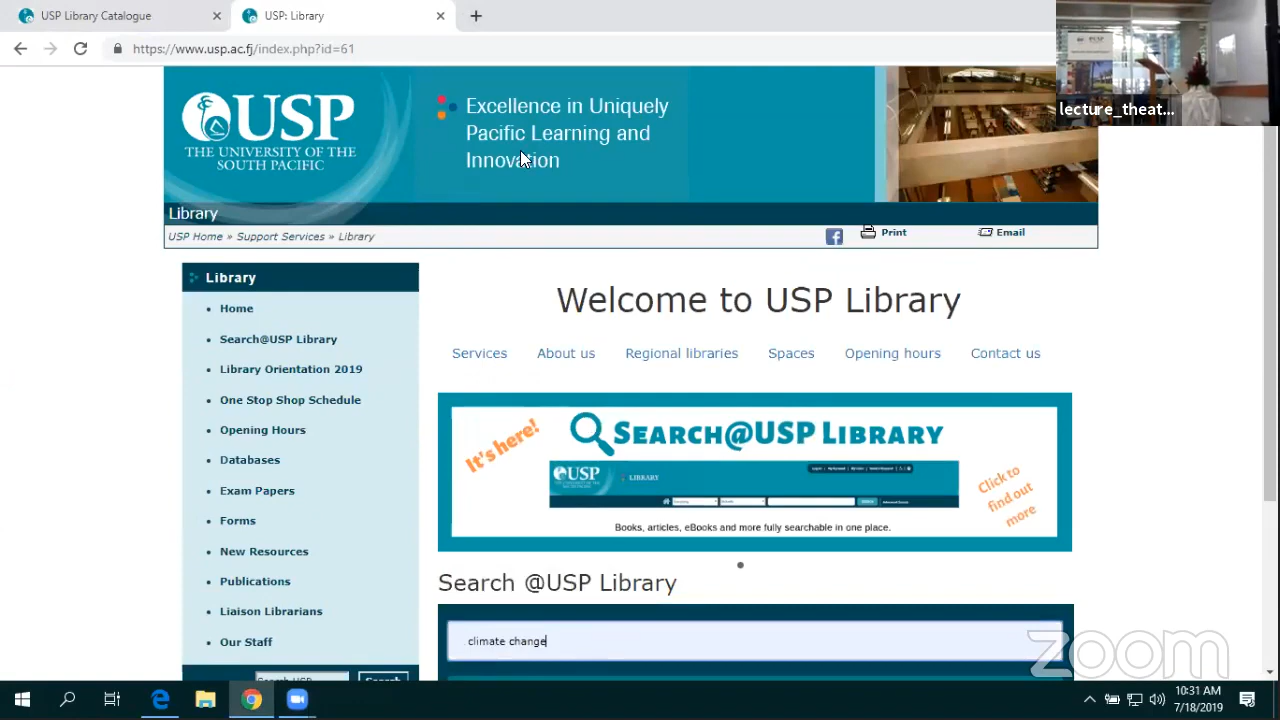 USP Library Catalogue
USP: Library
https://www.usp.ac.fj/index.php?id=61
lecture_theat...
USP
THE UNIVERSITY OF THE
SOUTH PACIFIC
Excellence in Uniquely
Pacific Learning and
Innovation
Library
USP Home » Support Services » Library
Print
Email
Library
Home
Search@USP Library
Library Orientation 2019
One Stop Shop Schedule
Opening Hours
Databases
Exam Papers
Forms
New Resources
Publications
Liaison Librarians
Our Staff
Welcome to USP Library
Services About us Regional libraries Spaces Opening hours Contact us
It's here!
SEARCH@USP LIBRARY
USP
LIBRARY
Click to
find out
more
Books, articles, eBooks and more fully searchable in one place.
Search @USP Library
climate change
zoom
10:31 AM
7/18/2019